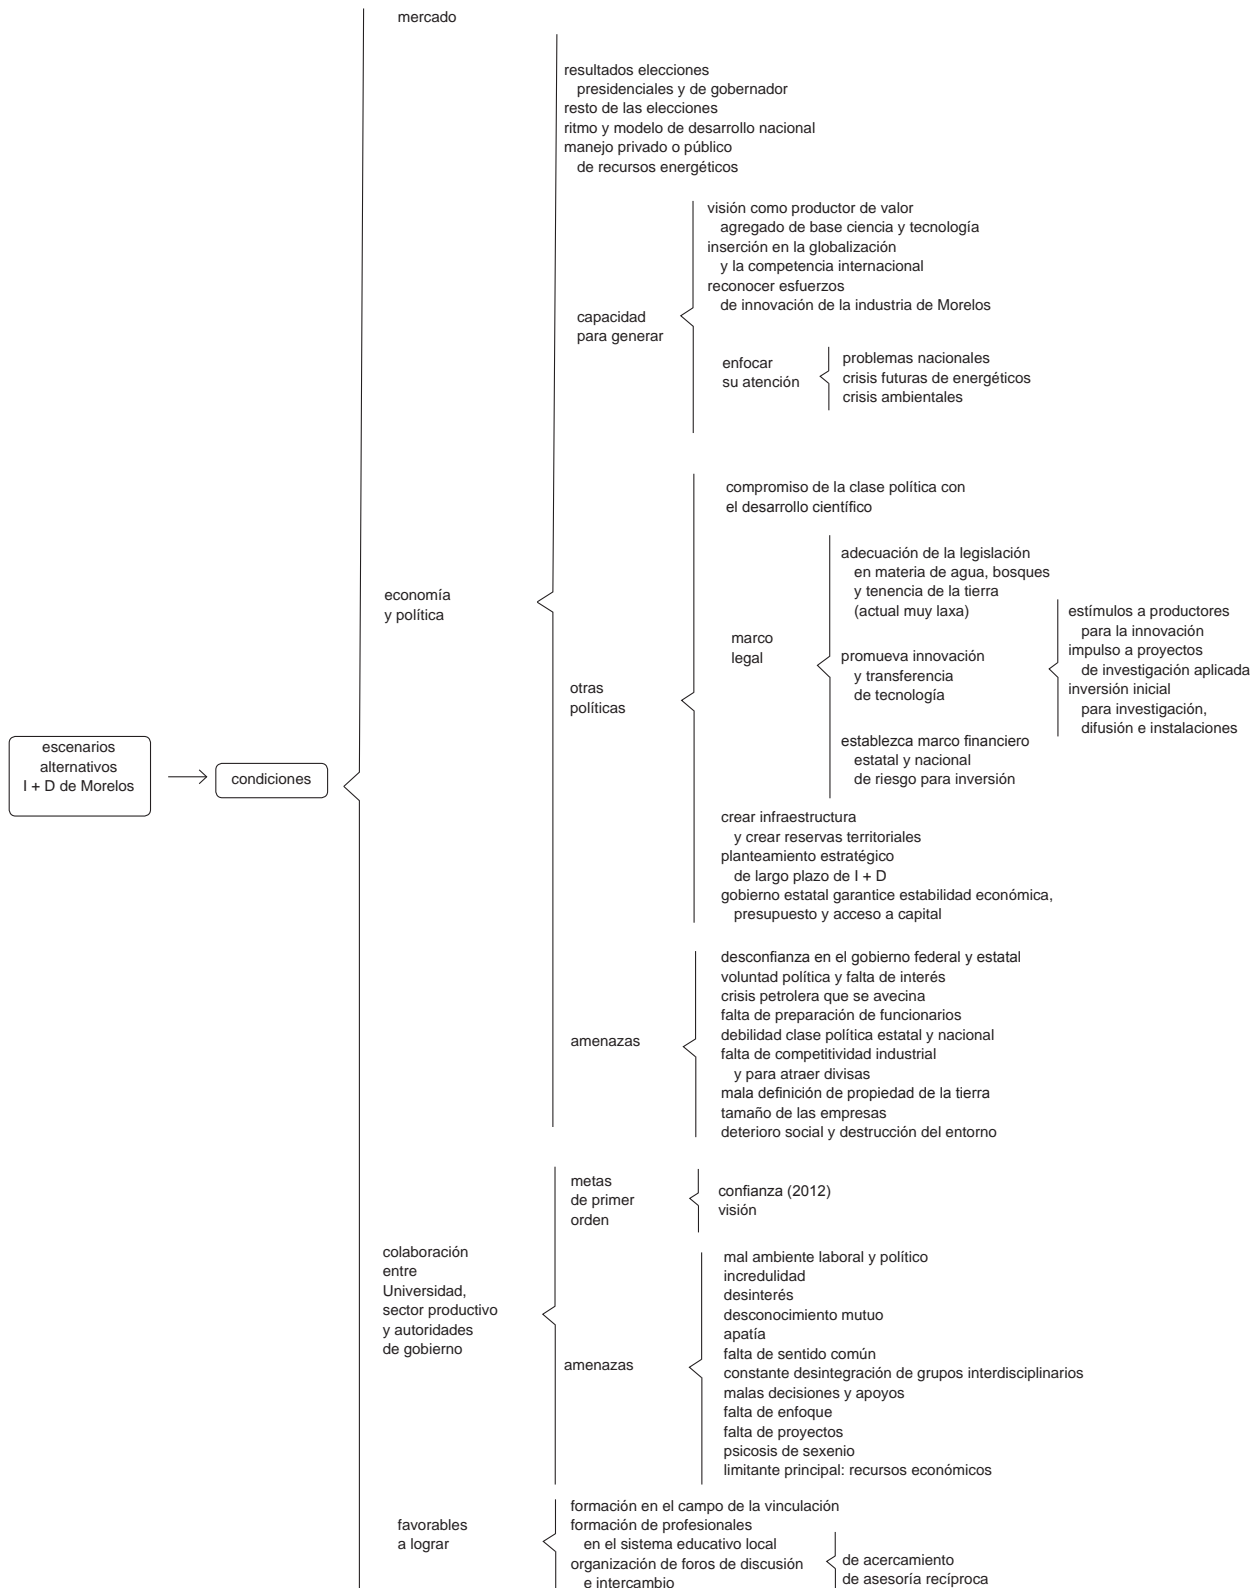 mercado
resultados elecciones
presidenciales y de gobernador
resto de las elecciones
ritmo y modelo de desarrollo nacional
manejo privado o público
de recursos energéticos
capacidad
para generar
visión como productor de valor
agregado de base ciencia y tecnología
inserción en la globalización
y la competencia internacional
reconocer esfuerzos
de innovación de la industria de Morelos
enfocar
su atención
problemas nacionales
crisis futuras de energéticos
crisis ambientales
economía
y política
otras
políticas
compromiso de la clase política con
el desarrollo científico
marco
legal
adecuación de la legislación
en materia de agua, bosques
y tenencia de la tierra
(actual muy laxa)
promueva innovación
y transferencia
de tecnología
estímulos a productores
para la innovación
impulso a proyectos
de investigación aplicada
inversión inicial
para investigación,
difusión e instalaciones
establezca marco financiero
estatal y nacional
de riesgo para inversión
escenarios
alternativos
I + D de Morelos
condiciones
crear infraestructura
y crear reservas territoriales
planteamiento estratégico
de largo plazo de I + D
gobierno estatal garantice estabilidad económica,
presupuesto y acceso a capital
amenazas
desconfianza en el gobierno federal y estatal
voluntad política y falta de interés
crisis petrolera que se avecina
falta de preparación de funcionarios
debilidad clase política estatal y nacional
falta de competitividad industrial
y para atraer divisas
mala definición de propiedad de la tierra
tamaño de las empresas
deterioro social y destrucción del entorno
colaboración
entre
Universidad,
sector productivo
y autoridades
de gobierno
metas
de primer
orden
confianza (2012)
visión
amenazas
mal ambiente laboral y político
incredulidad
desinterés
desconocimiento mutuo
apatía
falta de sentido común
constante desintegración de grupos interdisciplinarios
malas decisiones y apoyos
falta de enfoque
falta de proyectos
psicosis de sexenio
limitante principal: recursos económicos
favorables
a lograr
formación en el campo de la vinculación
formación de profesionales
en el sistema educativo local
organización de foros de discusión
e intercambio
de acercamiento
de asesoría recíproca